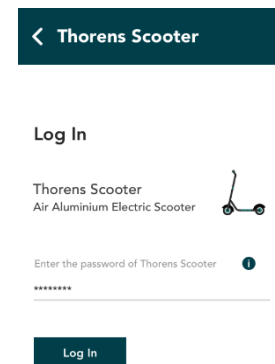 Thorens Scooter
Log In
Thorens Scooter
Air Aluminium Electric Scooter
Enter the password of Thorens Scooter
i
********
Log In